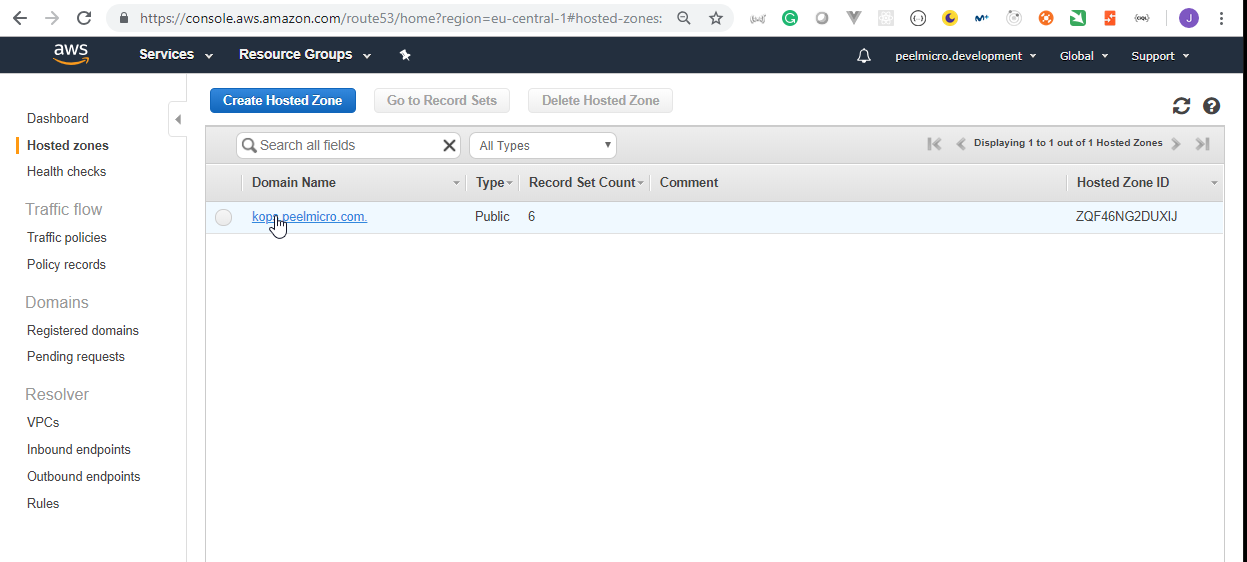 https://console.aws.amazon.com/route53/home?region=eu-central-1#hosted-zones:
J
aws
Services
Resource Groups
peelmicro.development
Global
Support
Dashboard
Hosted zones
Health checks
Traffic flow
Traffic policies
Policy records
Domains
Registered domains
Pending requests
Resolver
VPCs
Inbound endpoints
Outbound endpoints
Rules
Create Hosted Zone
Go to Record Sets
Delete Hosted Zone
Search all fields
All Types
Displaying 1 to 1 out of 1 Hosted Zones
Domain Name
Type
Record Set Count
Comment
Hosted Zone ID
peelmicro.com.
Public
6
ZQF46NG2DUXIJ